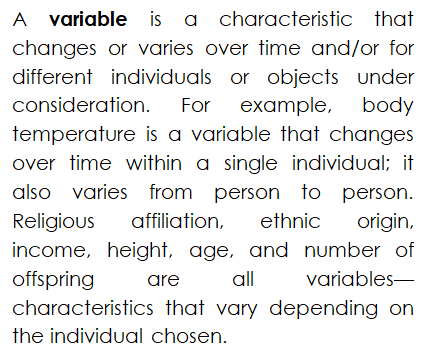 A variable is a characteristic that
changes or varies over time and/or for
different individuals or objects under
consideration. For example, body
temperature is a variable that changes
over time within a single individual; it
also varies from person to person.
Religious affiliation, ethnic origin,
income, height, age, and number of
offspring are all variables—
characteristics that vary depending on
the individual chosen.